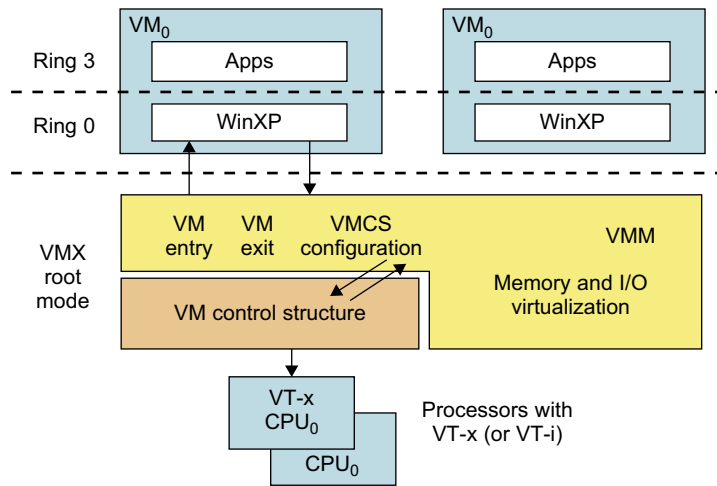 VM₀
VM₀
Ring 3
Apps
Apps
Ring 0
WinXP
WinXP
VMX
root
mode
VM
entry
VM
exit
VMCS
configuration
VMM
Memory and I/O
virtualization
VM control structure
VT-x
CPU₀
CPU₀
Processors with
VT-x (or VT-i)